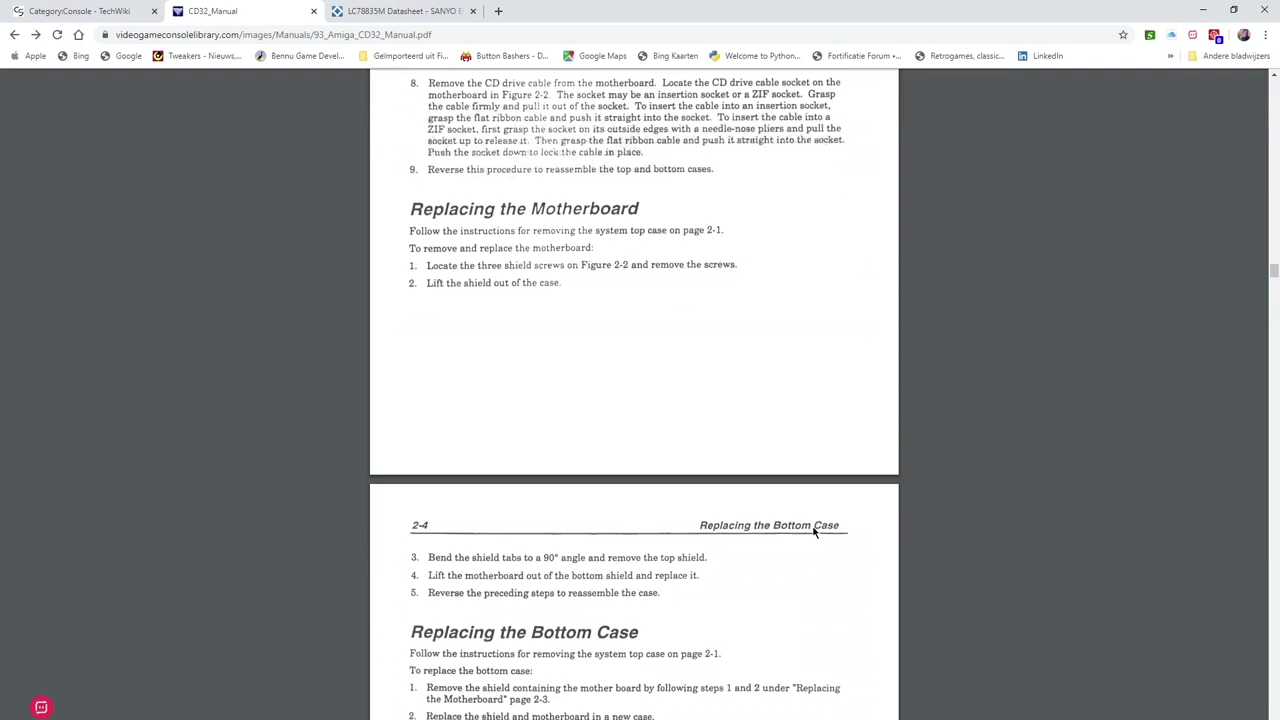 Category:Console - TechWiki
CD32_Manual
LC78835M Datasheet - SANYO E
videogameconsolelibrary.com/images/Manuals/93_Amiga_CD32_Manual.pdf
Apple
Bing
Google
Tweakers - Nieuws,...
Bennu Game Devel...
Geïmporteerd uit Fi...
Button Bashers - D...
Google Maps
Bing Kaarten
Welcome to Python...
Fortificatie Forum •...
Retrogames, classic...
LinkedIn
»
Andere bladwijzers
8. Remove the CD drive cable from the motherboard. Locate the CD drive cable socket on the
motherboard in Figure 2-2. The socket may be an insertion socket or a ZIF socket. Grasp
the cable firmly and pull it out of the socket. To insert the cable into an insertion socket,
grasp the flat ribbon cable and push it straight into the socket. To insert the cable into a
ZIF socket, first grasp the socket on its outside edges with a needle-nose pliers and pull the
socket up to release it. Then grasp the flat ribbon cable and push it straight into the socket.
Push the socket down to lock the cable in place.
9. Reverse this procedure to reassemble the top and bottom cases.
Replacing the Motherboard
Follow the instructions for removing the system top case on page 2-1.
To remove and replace the motherboard:
1. Locate the three shield screws on Figure 2-2 and remove the screws.
2. Lift the shield out of the case.
2-4 Replacing the Bottom Case
3. Bend the shield tabs to a 90° angle and remove the top shield.
4. Lift the motherboard out of the bottom shield and replace it.
5. Reverse the preceding steps to reassemble the case.
Replacing the Bottom Case
Follow the instructions for removing the system top case on page 2-1.
To replace the bottom case:
1. Remove the shield containing the mother board by following steps 1 and 2 under "Replacing
the Motherboard" page 2-3.
2. Replace the shield and motherboard in a new case.